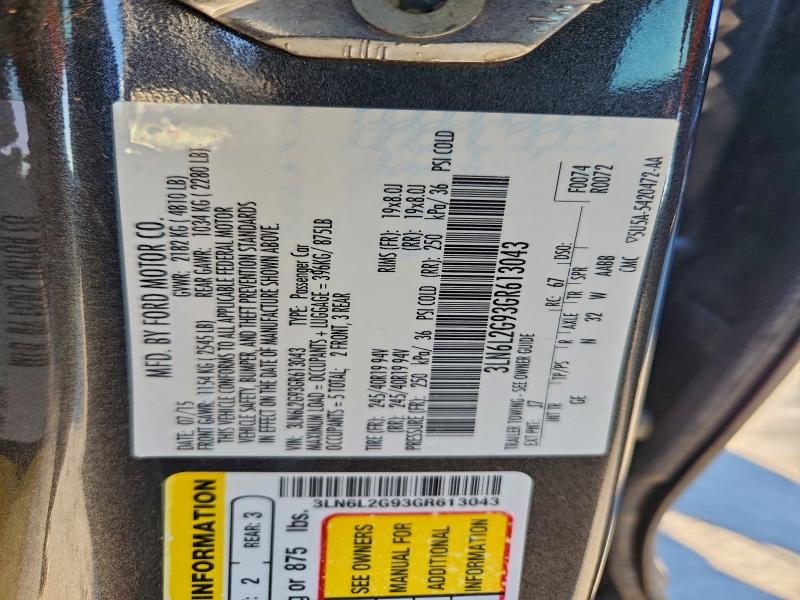 MFD. BY FORD MOTOR CO.
DATE: 07/15 GVWR: 2182 KG ( 4810 LB)
FRONT GAWR: 1154 KG ( 2545 LB) REAR GAWR: 1034 KG ( 2280 LB)
THIS VEHICLE CONFORMS TO ALL APPLICABLE FEDERAL MOTOR
VEHICLE SAFETY, BUMPER, AND THEFT PREVENTION STANDARDS
IN EFFECT ON THE DATE OF MANUFACTURE SHOWN ABOVE.
VIN: 3LN6L2G93GR613043 TYPE: Passenger Car
MAXIMUM LOAD = OCCUPANTS + LUGGAGE = 396KG/ 875LB
OCCUPANTS = 5 TOTAL; 2 FRONT, 3 REAR
TIRE (FR): 245/40R19 94V RIMS (FR): 19x8.0J
(RR): 245/40R19 94V (RR): 19x8.0J
PRESSURE (FR): 250 kPa/ 36 PSI COLD (RR): 250 kPa/ 36 PSI COLD
3LN6L2G93GR613043
TRAILER TOWING - SEE OWNER GUIDE
EXT PNT: J7 RC: 67 DSO: F0074
R0072
INT TR TP/PS R AXLE TR SPR
GE N 32 W AABB
CMC ▽5U5A-5420472-AA
3LN6L2G93GR613043
INFORMATION
: 2 REAR: 3
g or 875 lbs.
SEE OWNERS
MANUAL FOR
ADDITIONAL
INFORMATION